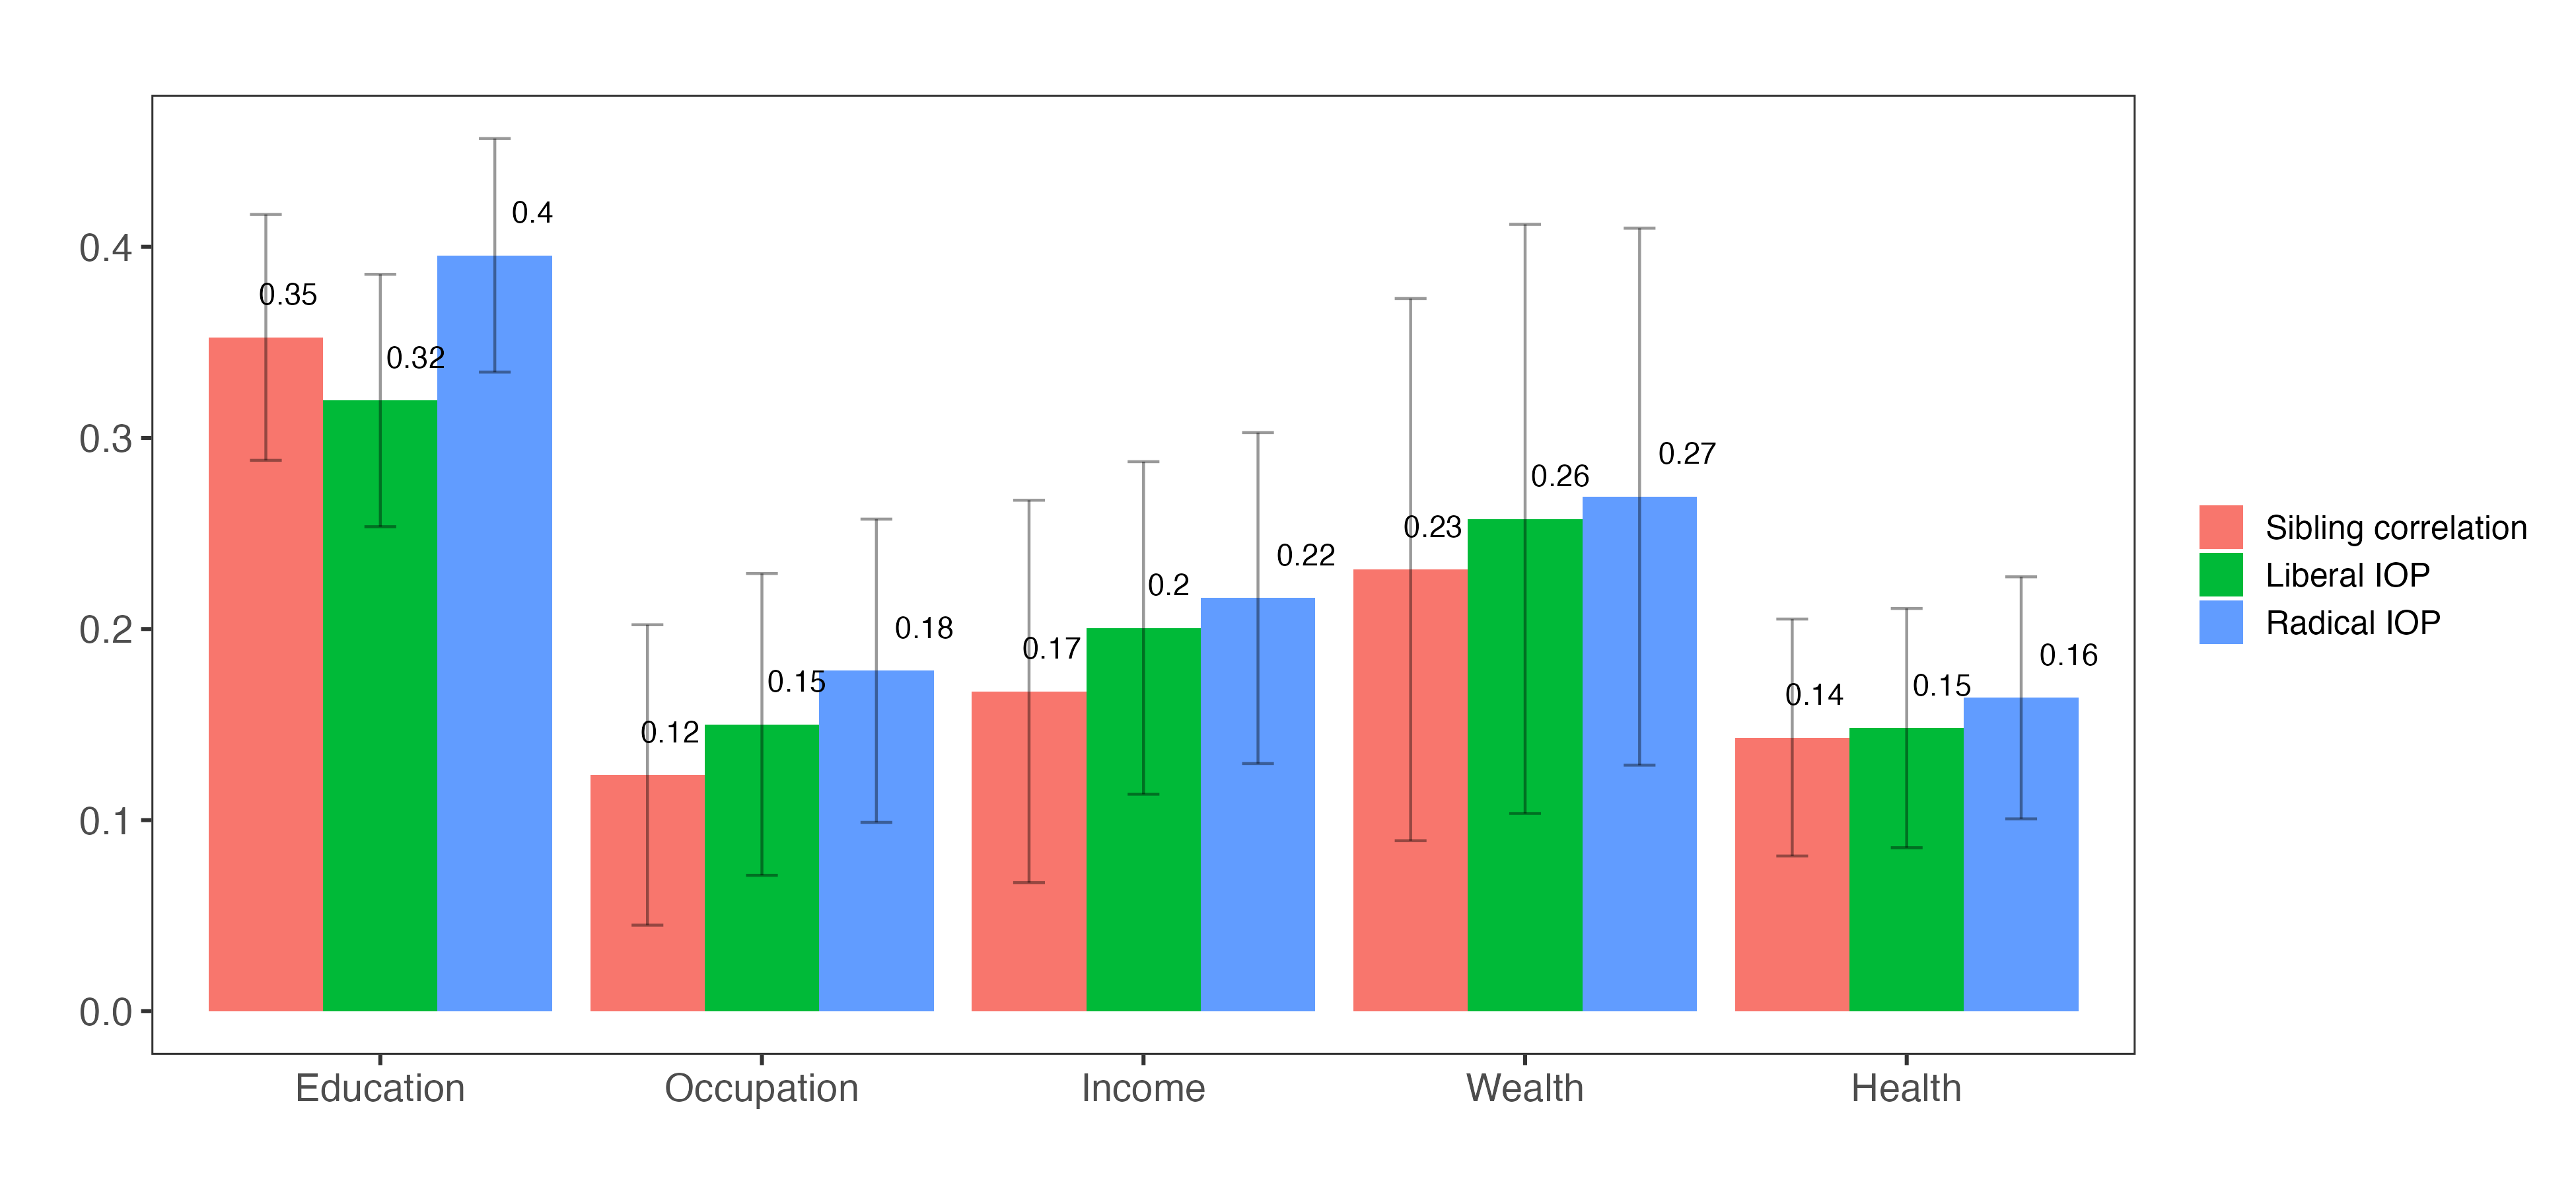 0.4
0.3
0.2
0.1
0.0
0.35
0.32
0.4
0.12
0.15
0.18
0.17
0.2
0.22
0.23
0.26
0.27
0.14
0.15
0.16
Education
Occupation
Income
Wealth
Health
Sibling correlation
Liberal IOP
Radical IOP